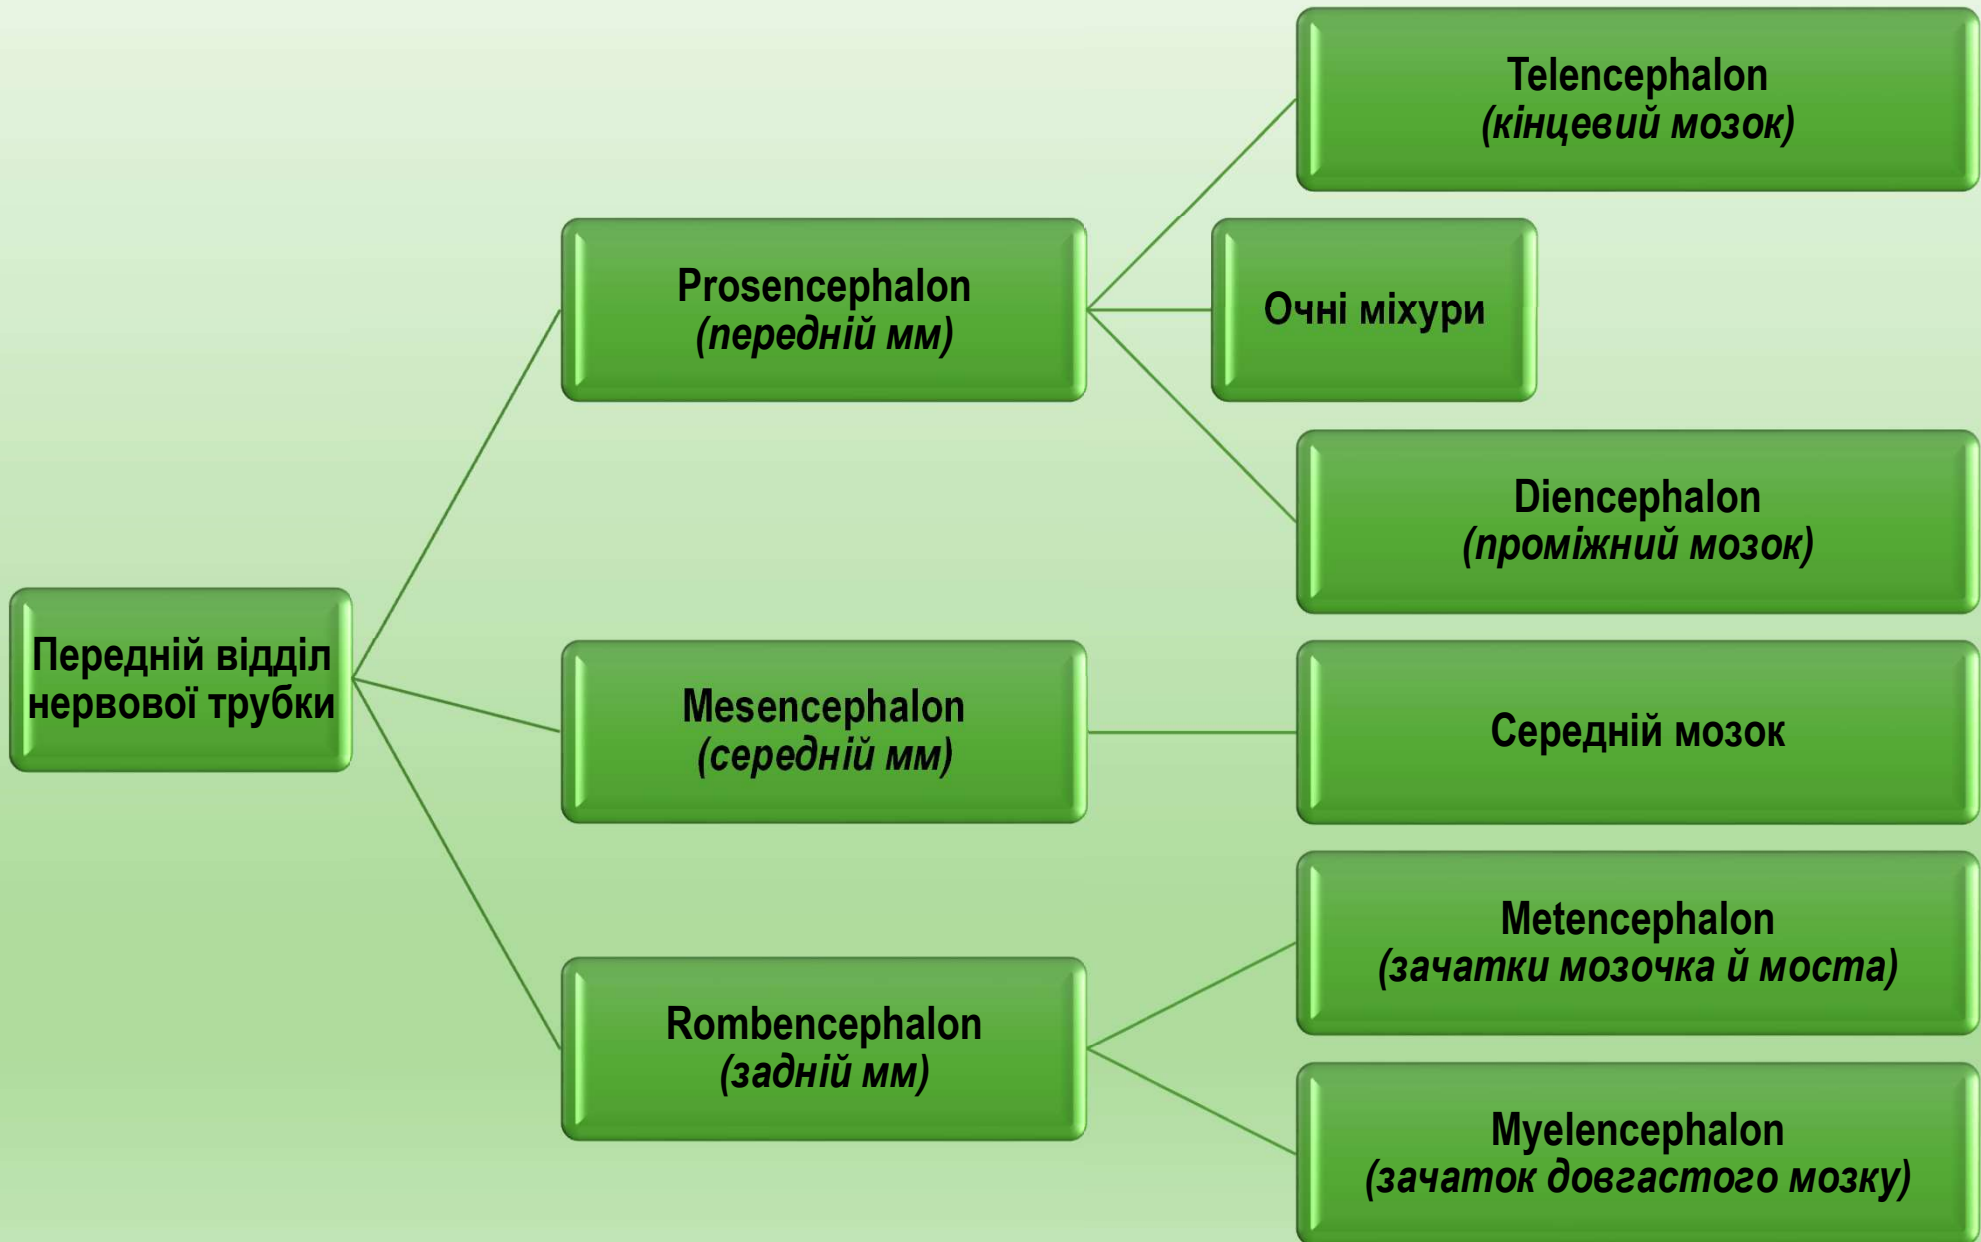 Telencephalon
(кінцевий мозок)
Prosencephalon
(передній мм)
Очні міхури
Diencephalon
(проміжний мозок)
Передній відділ
нервової трубки
Mesencephalon
(середній мм)
Середній мозок
Metencephalon
(зачатки мозочка й моста)
Rombencephalon
(задній мм)
Myelencephalon
(зачаток довгастого мозку)